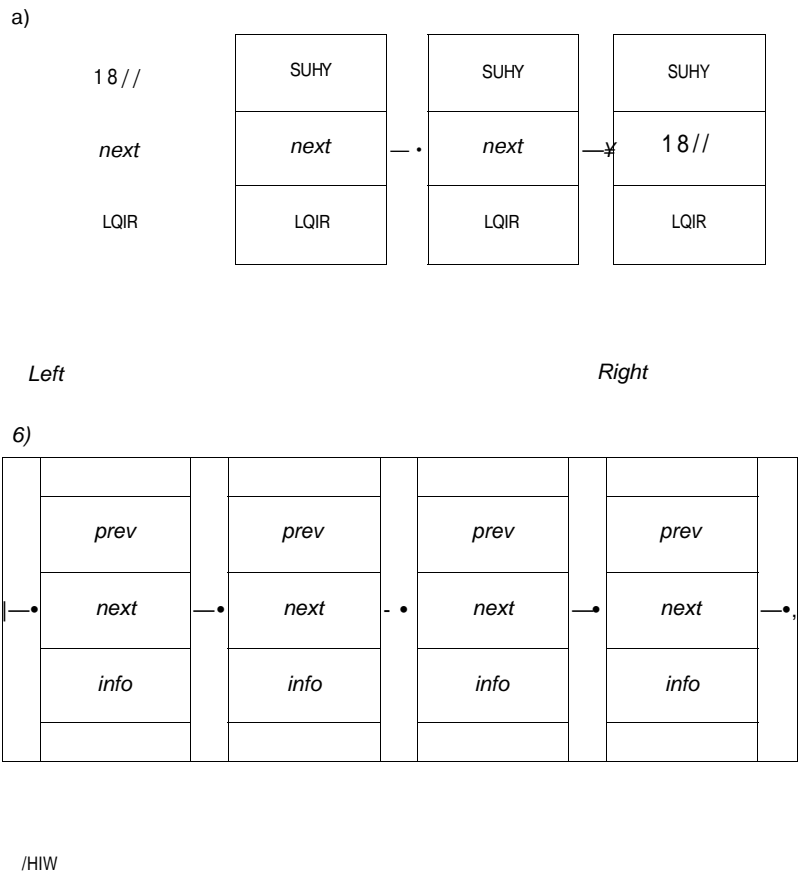 a)
18// SUHY SUHY SUHY
next next — • next —¥ 18//
LQIR LQIR LQIR LQIR
Left Right
6)
prev prev prev prev
|—• next —• next - • next —• next —•,
info info info info
/HIW